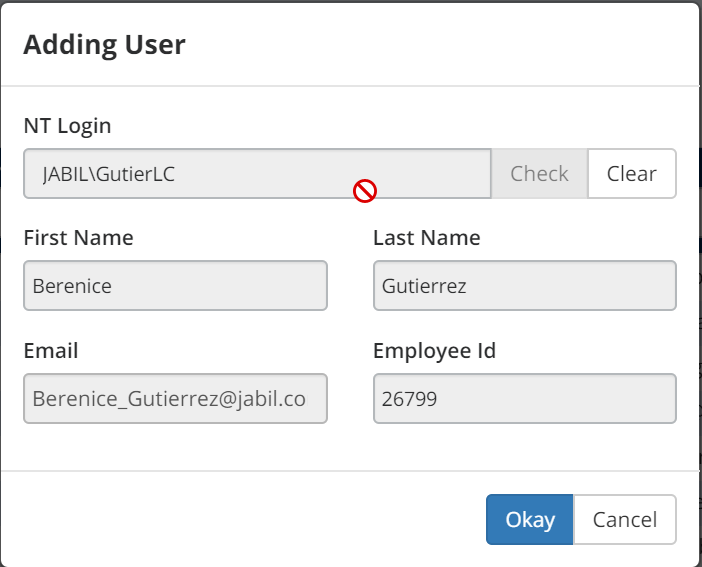 Adding User
NT Login
JABIL\GutierLC
Check
Clear
First Name
Last Name
Berenice
Gutierrez
Email
Employee Id
Berenice_Gutierrez@jabil.co
26799
Okay
Cancel